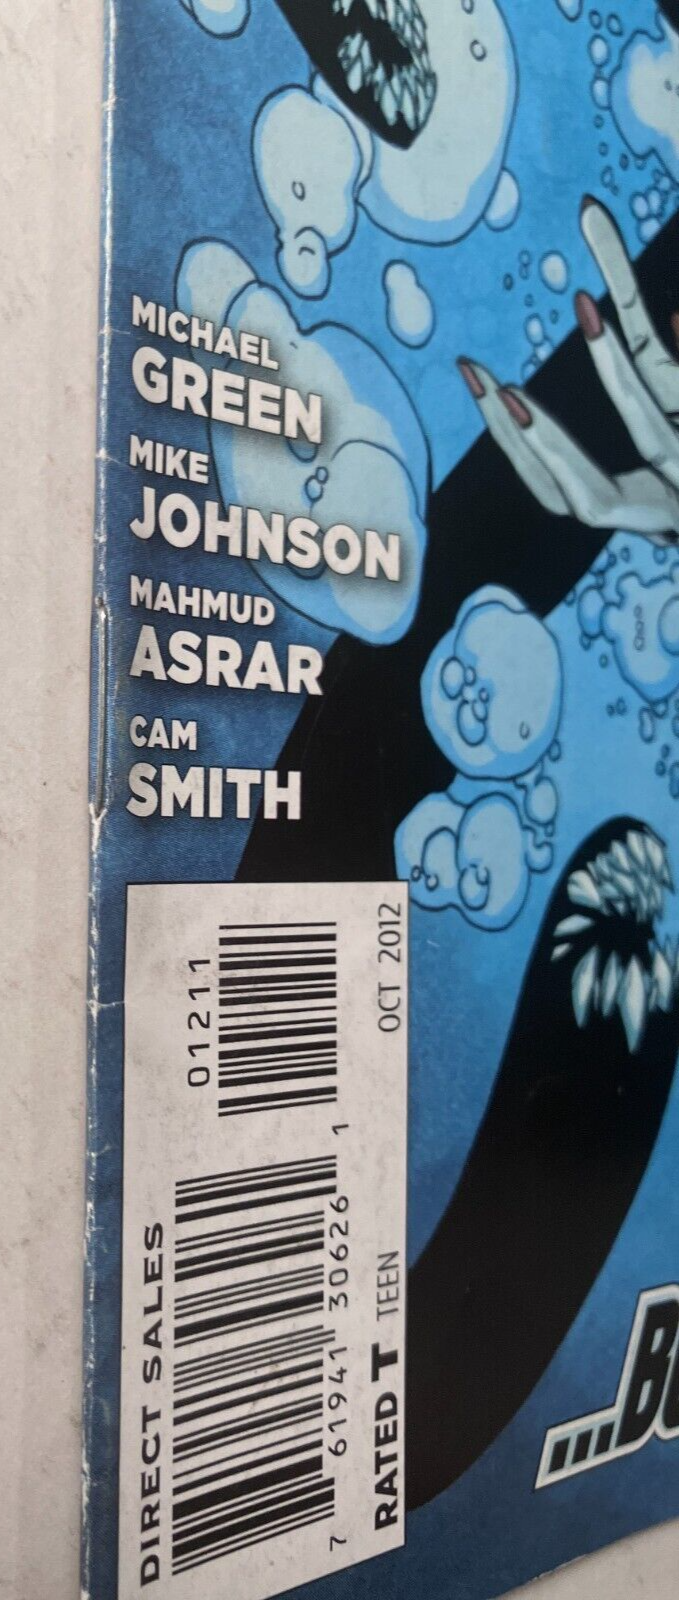 MICHAEL
GREEN
MIKE
JOHNSON
MAHMUD
ASRAR
CAM
SMITH
DIRECT SALES
01211
7 61941 30626 1
RATED T TEEN
OCT 2012